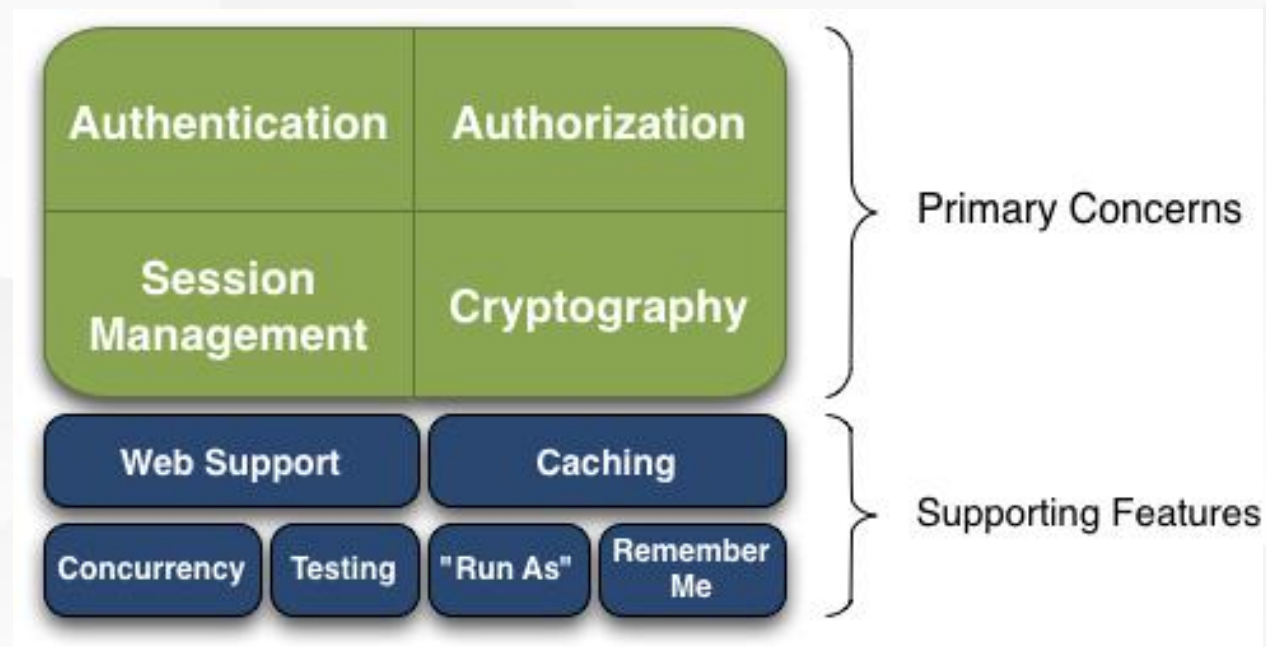 Authentication
Authorization
Session
Management
Cryptography
Primary Concerns
Web Support
Caching
Concurrency
Testing
"Run As"
Remember
Me
Supporting Features